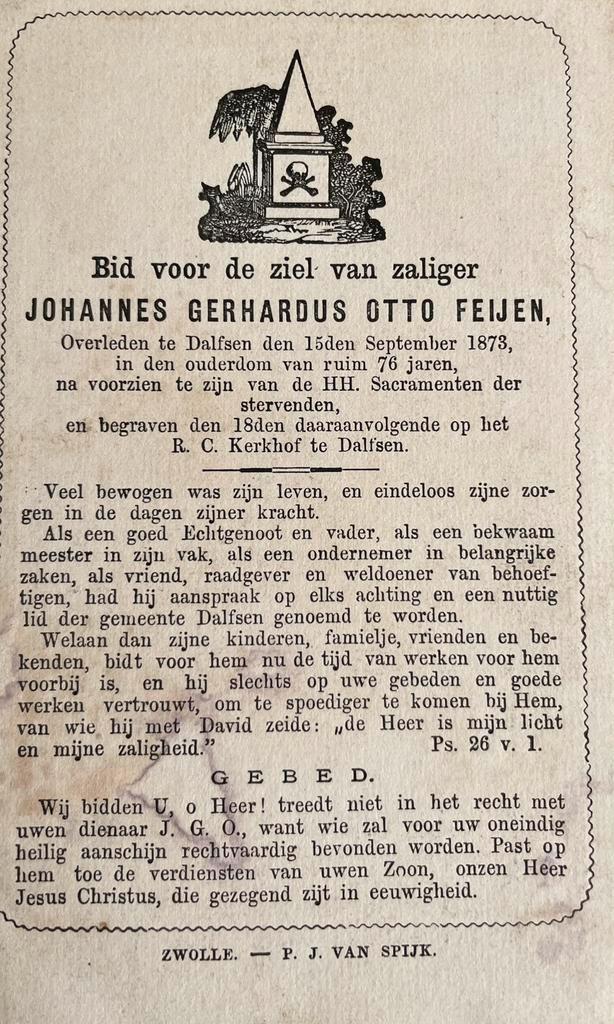 Bid voor de ziel van zaliger
JOHANNES GERHARDUS OTTO FEIJEN,
Overleden te Dalfsen den 15den September 1873,
in den ouderdom van ruim 76 jaren,
na voorzien te zijn van de HH. Sacramenten der
stervenden,
en begraven den 18den daaraanvolgende op het
R. C. Kerkhof te Dalfsen.
Veel bewogen was zijn leven, en eindeloos zijne zor-
gen in de dagen zijner kracht.
Als een goed Echtgenoot en vader, als een bekwaam
meester in zijn vak, als een ondernemer in belangrijke
zaken, als vriend, raadgever en weldoener van behoef-
tigen, had hij aanspraak op elks achting en een nuttig
lid der gemeente Dalfsen genoemd te worden.
Welaan dan zijne kinderen, familje, vrienden en be-
kenden, bidt voor hem nu de tijd van werken voor hem
voorbij is, en hij slechts op uwe gebeden en goede
werken vertrouwt, om te spoediger te komen bij Hem,
van wie hij met David zeide: „de Heer is mijn licht
en mijne zaligheid.” Ps. 26 v. 1.
GEBED.
Wij bidden U, o Heer! treedt niet in het recht met
uwen dienaar J. G. O., want wie zal voor uw oneindig
heilig aanschijn rechtvaardig bevonden worden. Past op
hem toe de verdiensten van uwen Zoon, onzen Heer
Jesus Christus, die gezegend zijt in eeuwigheid.
ZWOLLE. — P. J. VAN SPIJK.